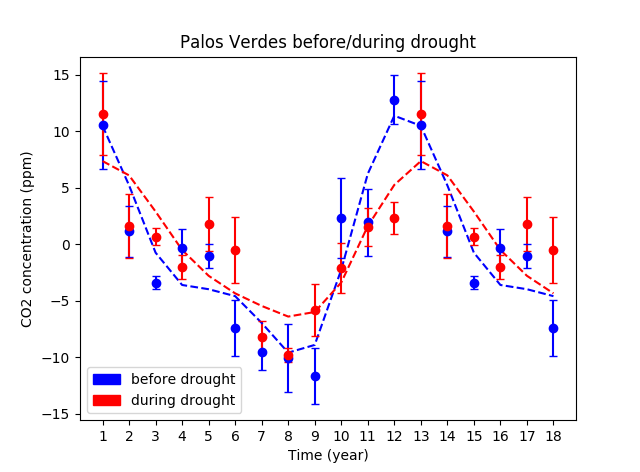 Palos Verdes before/during drought
CO2 concentration (ppm)
15
10
5
0
−5
−10
−15
before drought
during drought
1 2 3 4 5 6 7 8 9 10 11 12 13 14 15 16 17 18
Time (year)